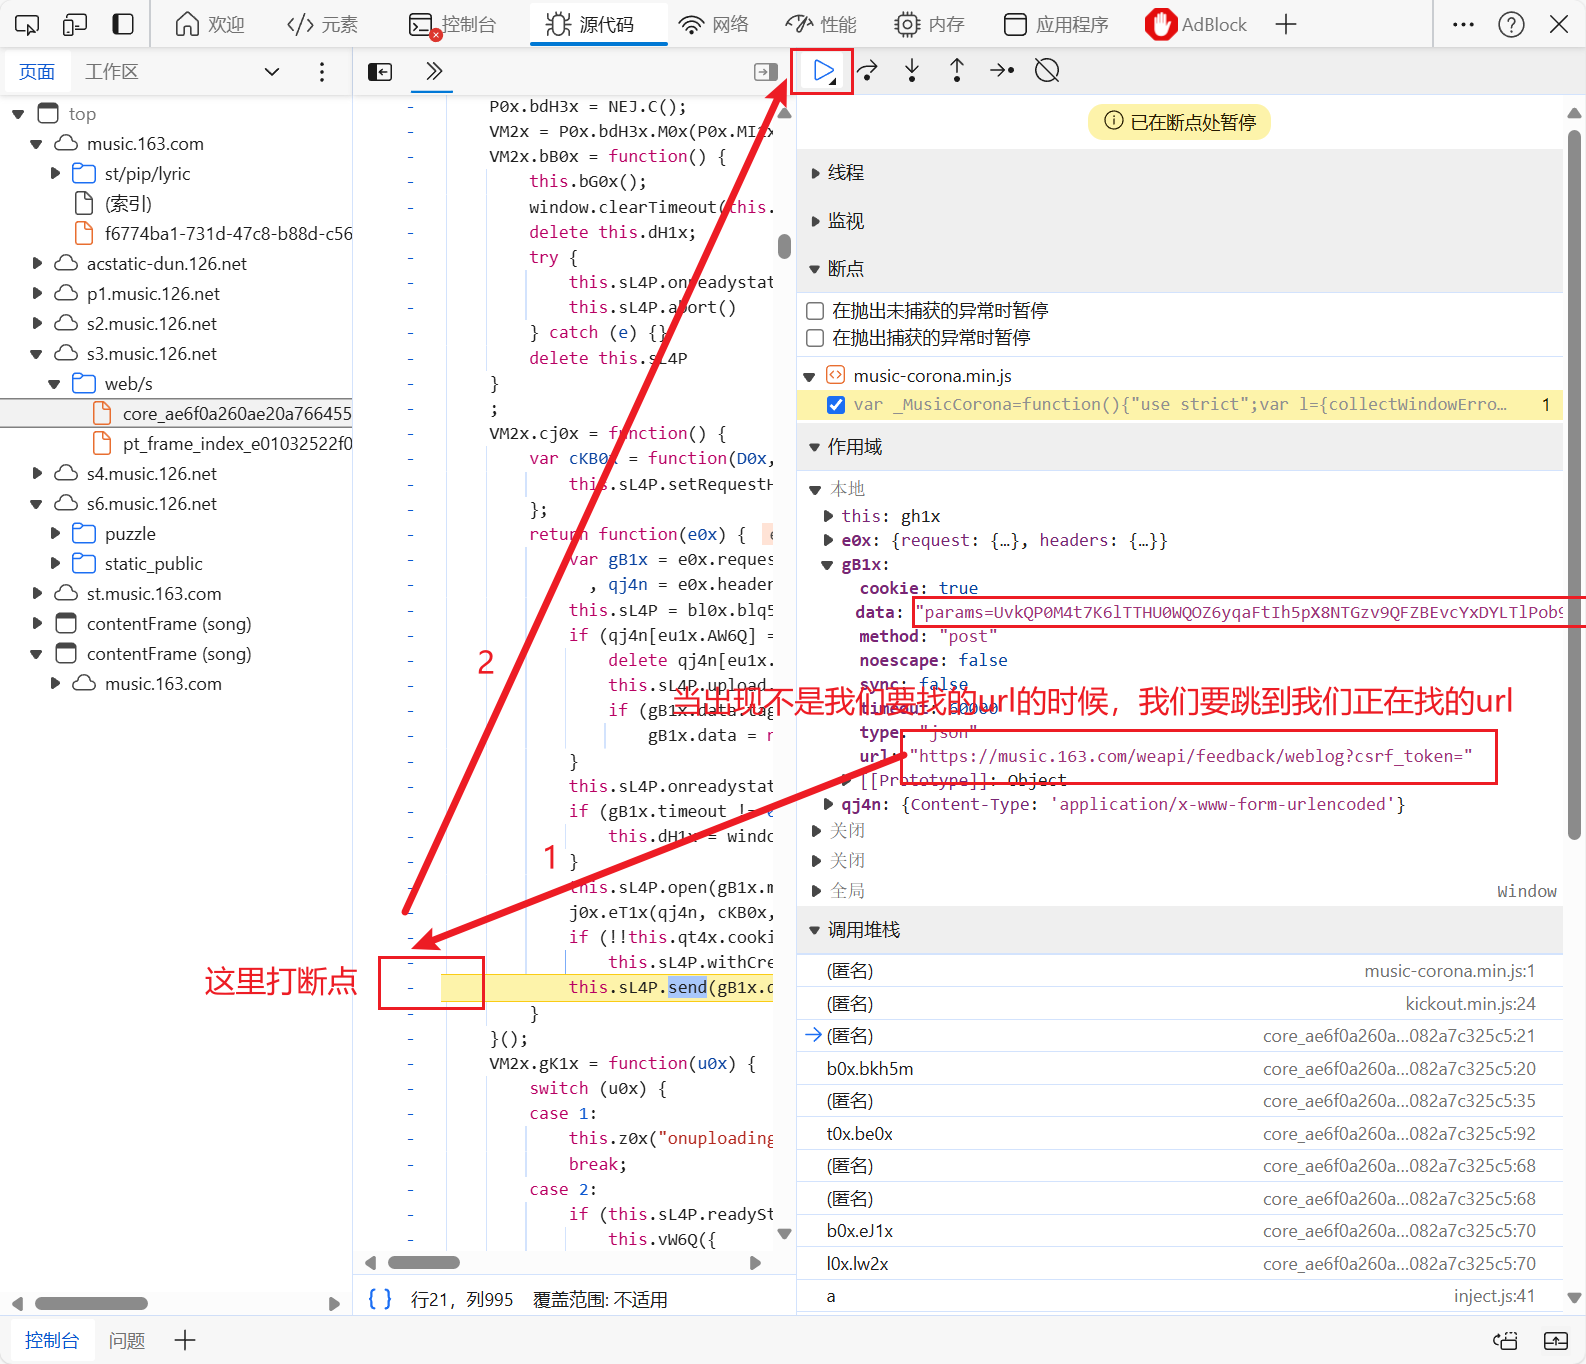 欢迎
元素
控制台
源代码
网络
性能
内存
应用程序
AdBlock
页面
工作区
top
music.163.com
st/pip/lyric
(索引)
f6774ba1-731d-47c8-b88d-c56
acstatic-dun.126.net
p1.music.126.net
s2.music.126.net
s3.music.126.net
web/s
core_ae6f0a260ae20a766455
pt_frame_index_e01032522f0
s4.music.126.net
s6.music.126.net
puzzle
static_public
st.music.163.com
contentFrame (song)
contentFrame (song)
music.163.com
P0x.bdH3x = NEJ.C();
VM2x = P0x.bdH3x.M0x(P0x.MI1x
VM2x.bB0x = function() {
this.bG0x();
window.clearTimeout(this.
delete this.dH1x;
try {
this.sL4P.onreadystat
this.sL4P.abort()
} catch (e) {}
delete this.sL4P
}
;
VM2x.cj0x = function() {
var cKB0x = function(D0x,
this.sL4P.setRequestH
};
return function(e0x) {
var gB1x = e0x.reques
, qj4n = e0x.header
this.sL4P = bl0x.blq5
if (qj4n[eu1x.AW6Q] =
delete qj4n[eu1x.
this.sL4P.upload.
if (gB1x.data.tag
gB1x.data = n
}
this.sL4P.onreadystat
if (gB1x.timeout != 0
this.dH1x = windo
}
this.sL4P.open(gB1x.m
j0x.eT1x(qj4n, cKB0x,
if (!!this.qt4x.cooki
this.sL4P.withCre
this.sL4P.send(gB1x.d
}
}();
VM2x.gK1x = function(u0x) {
switch (u0x) {
case 1:
this.z0x("onuploading
break;
case 2:
if (this.sL4P.readySt
this.vW6Q({
2
1
这里打断点
{ } 行21，列995 覆盖范围: 不适用
已在断点处暂停
线程
监视
断点
在抛出未捕获的异常时暂停
在抛出捕获的异常时暂停
music-corona.min.js
var _MusicCorona=function(){"use strict";var l={collectWindowErro… 1
作用域
本地
this: gh1x
e0x: {request: {…}, headers: {…}}
gB1x:
cookie: true
data: "params=UvkQP0M4t7K6lTTHU0WQOZ6yqaFtIh5pX8NTGzv9QFZBEvcYxDYLTlPob9
method: "post"
noescape: false
sync: false
当出现不是我们要找的url的时候，我们要跳到我们正在找的url
timeout: 60000
type: "json"
url: "https://music.163.com/weapi/feedback/weblog?csrf_token="
[[Prototype]]: Object
qj4n: {Content-Type: 'application/x-www-form-urlencoded'}
关闭
关闭
全局 Window
调用堆栈
(匿名) music-corona.min.js:1
(匿名) kickout.min.js:24
(匿名) core_ae6f0a260a…082a7c325c5:21
b0x.bkh5m core_ae6f0a260a…082a7c325c5:20
(匿名) core_ae6f0a260a…082a7c325c5:35
t0x.be0x core_ae6f0a260a…082a7c325c5:92
(匿名) core_ae6f0a260a…082a7c325c5:68
(匿名) core_ae6f0a260a…082a7c325c5:68
b0x.eJ1x core_ae6f0a260a…082a7c325c5:70
l0x.lw2x core_ae6f0a260a…082a7c325c5:70
a inject.js:41
控制台
问题